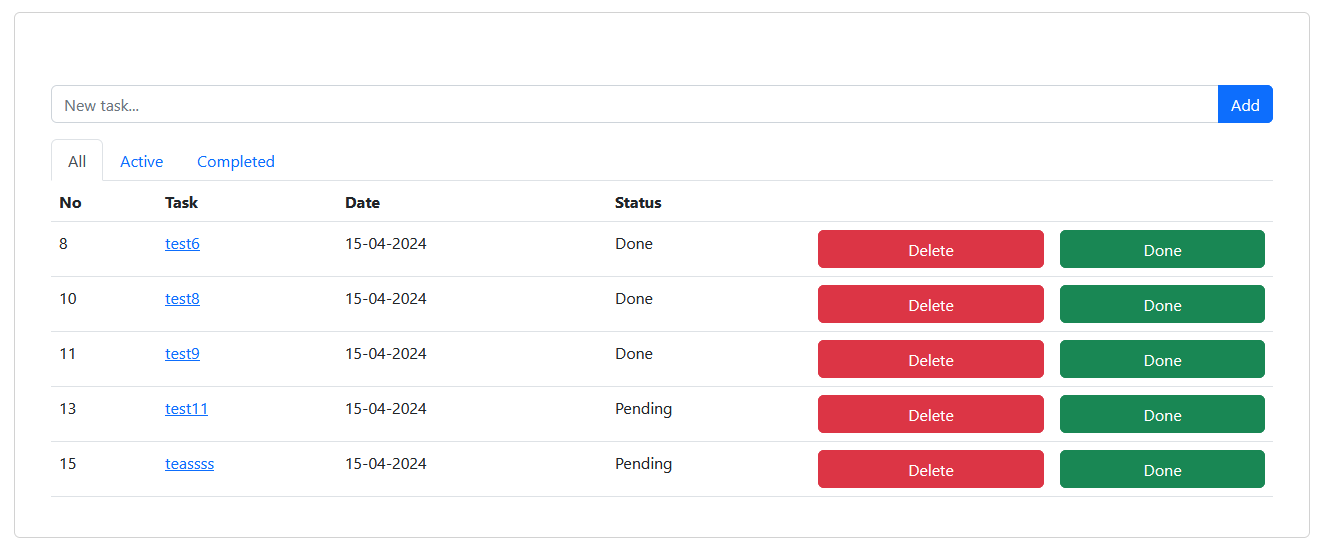 New task... Add
All Active Completed
No Task Date Status
8 test6 15-04-2024 Done Delete Done
10 test8 15-04-2024 Done Delete Done
11 test9 15-04-2024 Done Delete Done
13 test11 15-04-2024 Pending Delete Done
15 teassss 15-04-2024 Pending Delete Done